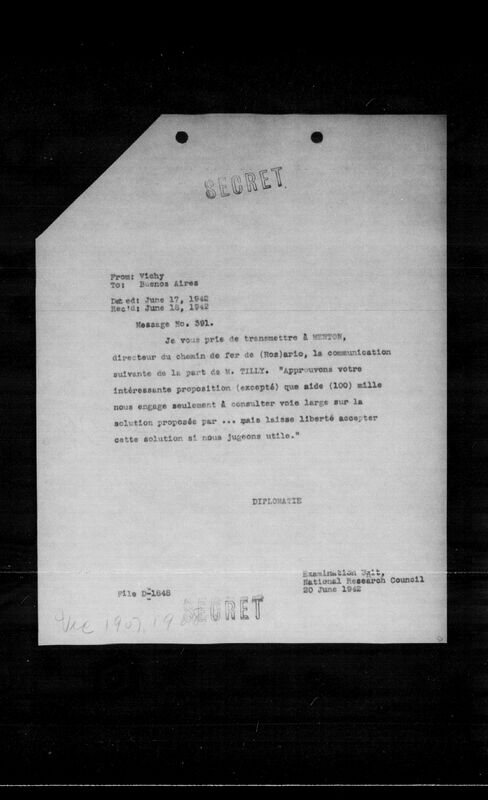 SECRET
From: Vichy
To: Buenos Aires
Dated: June 17, 1942
Rec'd: June 18, 1942
Message No. 391.
Je vous prie de transmettre à MENTON,
directeur du chemin de fer de (Ros)ario, la communication
suivante de la part de M. TILLY. "Approuvons votre
intéressante proposition (excepté) que aide (100) mille
nous engage seulement à consulter voie large sur la
solution proposée par ... mais laisse liberté accepter
cette solution si nous jugeons utile."
DIPLOMATIE
Examination Unit,
National Research Council
20 June 1942
File D-1648
SECRET